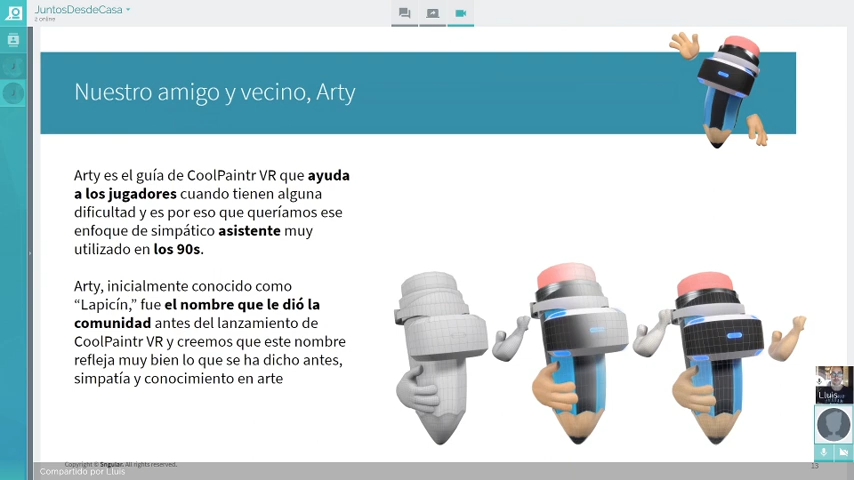 JuntosDesdeCasa
2 online
Nuestro amigo y vecino, Arty
Arty es el guía de CoolPaintr VR que ayuda
a los jugadores cuando tienen alguna
dificultad y es por eso que queríamos ese
enfoque de simpático asistente muy
utilizado en los 90s.
Arty, inicialmente conocido como
“Lapicín,” fue el nombre que le dió la
comunidad antes del lanzamiento de
CoolPaintr VR y creemos que este nombre
refleja muy bien lo que se ha dicho antes,
simpatía y conocimiento en arte
Lluis
Copyright © Sngular. All rights reserved.
13
Compartido por Lluis